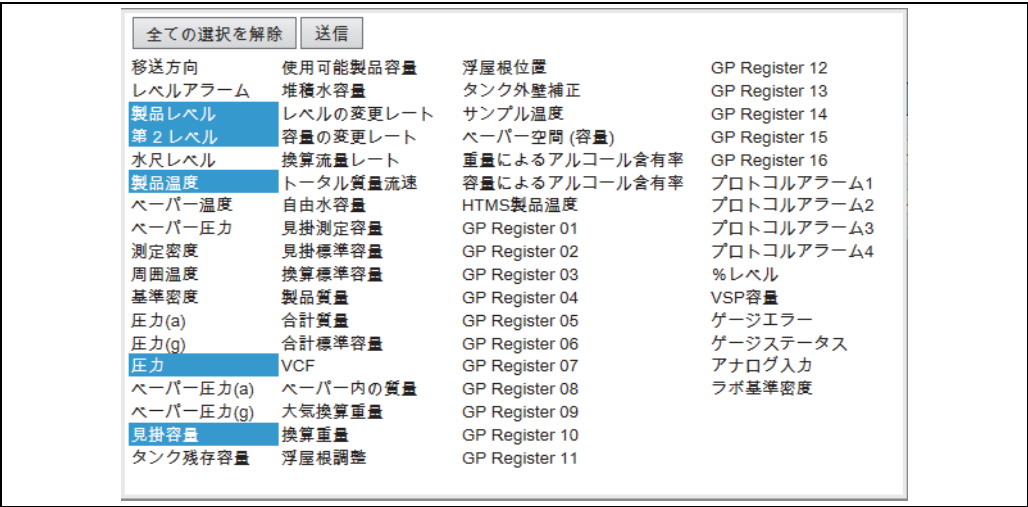 全ての選択を解除 送信
移送方向 使用可能製品容量 浮屋根位置 GP Register 12
レベルアラーム 堆積水容量 タンク外壁補正 GP Register 13
製品レベル レベルの変更レート サンプル温度 GP Register 14
第2レベル 容量の変更レート ベーパー空間 (容量) GP Register 15
水尺レベル 換算流量レート 重量によるアルコール含有率 GP Register 16
製品温度 トータル質量流速 容量によるアルコール含有率 プロトコルアラーム1
ベーパー温度 自由水容量 HTMS製品温度 プロトコルアラーム2
ベーパー圧力 見掛測定容量 GP Register 01 プロトコルアラーム3
測定密度 見掛標準容量 GP Register 02 プロトコルアラーム4
周囲温度 換算標準容量 GP Register 03 %レベル
基準密度 製品質量 GP Register 04 VSP容量
圧力(a) 合計質量 GP Register 05 ゲージエラー
圧力(g) 合計標準容量 GP Register 06 ゲージステータス
圧力 VCF GP Register 07 アナログ入力
ベーパー圧力(a) ベーパー内の質量 GP Register 08 ラボ基準密度
ベーパー圧力(g) 大気換算重量 GP Register 09
見掛容量 換算重量 GP Register 10
タンク残存容量 浮屋根調整 GP Register 11